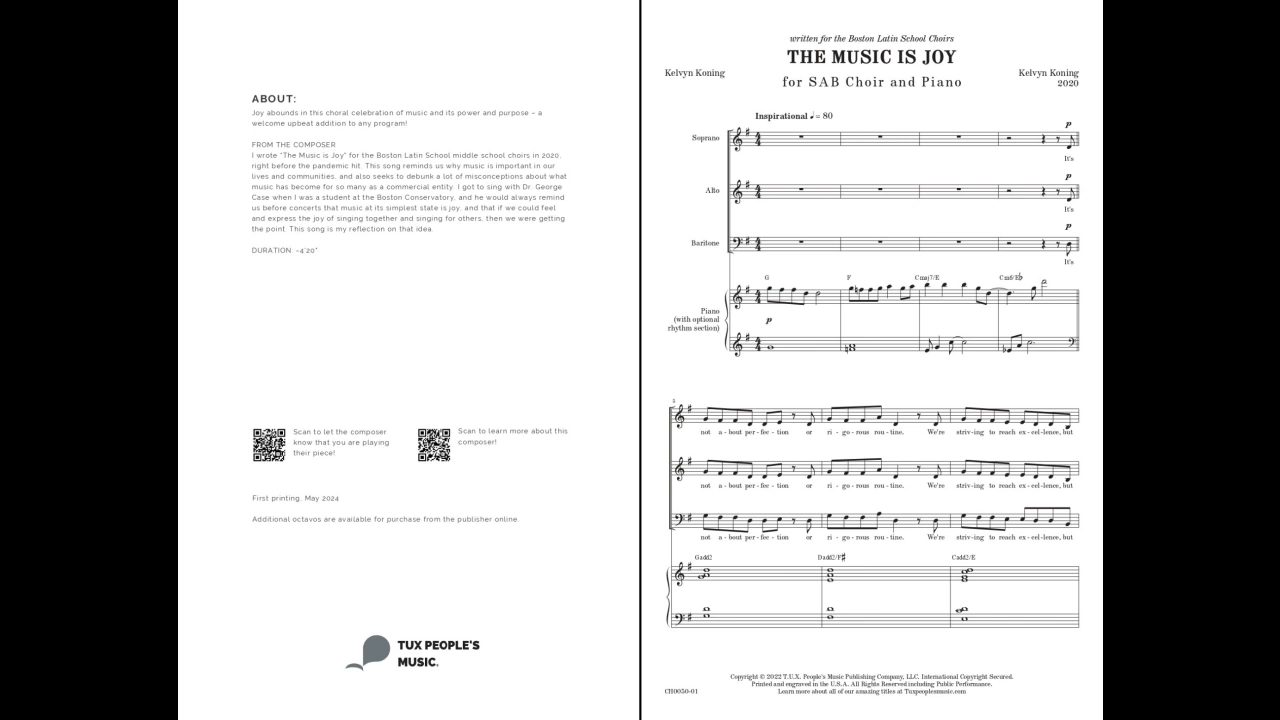 ABOUT:
Joy abounds in this choral celebration of music and its power and purpose – a
welcome upbeat addition to any program!
FROM THE COMPOSER
I wrote "The Music is Joy" for the Boston Latin School middle school choirs in 2020,
right before the pandemic hit. This song reminds us why music is important in our
lives and communities, and also seeks to debunk a lot of misconceptions about what
music has become for so many as a commercial entity. I got to sing with Dr. George
Case when I was a student at the Boston Conservatory, and he would always remind
us before concerts that music at its simplest state is joy, and that if we could feel
and express the joy of singing together and singing for others, then we were getting
the point. This song is my reflection on that idea.
DURATION: ~4'20"
Scan to let the composer
know that you are playing
their piece!
Scan to learn more about this
composer!
First printing, May 2024
Additional octavos are available for purchase from the publisher online
TUX PEOPLE'S
MUSIC.
written for the Boston Latin School Choirs
THE MUSIC IS JOY
for SAB Choir and Piano
Kelvyn Koning
Kelvyn Koning
2020
Inspirational ♩ = 80
p
Soprano
It's
p
Alto
It's
p
Baritone
It's
G F Cmaj7/E Cm6/E♭
Piano
(with optional
rhythm section)
p
5
not a - bout per - fec - tion or ri - go - rous rou - tine. We're striv - ing to reach ex - cel - lence, but
not a - bout per - fec - tion or ri - go - rous rou - tine. We're striv - ing to reach ex - cel - lence, but
not a - bout per - fec - tion or ri - go - rous rou - tine. We're striv - ing to reach ex - cel - lence, but
Gadd2 Dadd2/F♯ Cadd2/E
Copyright © 2022 T.U.X. People's Music Publishing Company, LLC. International Copyright Secured.
Printed and engraved in the U.S.A. All Rights Reserved including Public Performance.
CH0050-01
Learn more about all of our amazing titles at Tuxpeoplesmusic.com